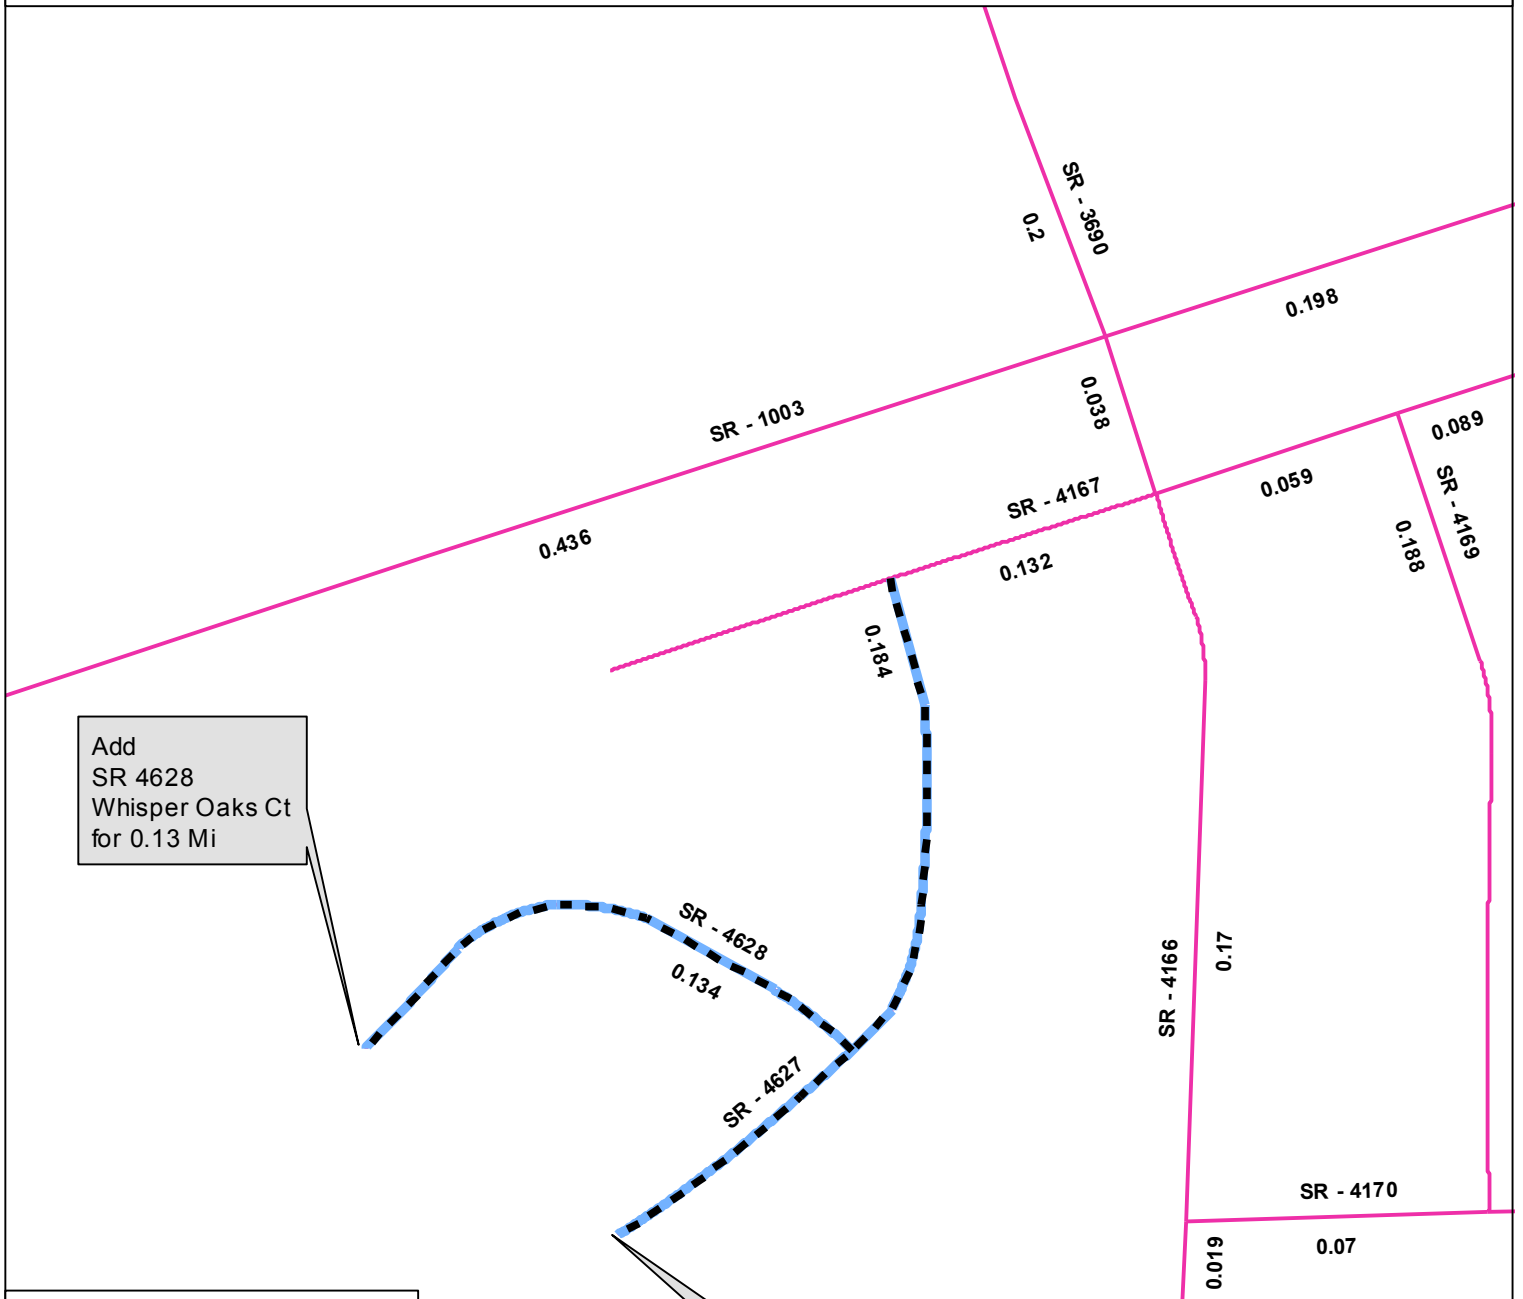 SR - 3690
0.2
0.198
SR - 1003
0.038
0.089
0.436
SR - 4167
0.059
SR - 4169
0.188
0.132
0.184
Add
SR 4628
Whisper Oaks Ct
for 0.13 Mi
SR - 4628
0.134
SR - 4166
0.17
SR - 4627
SR - 4170
0.019
0.07